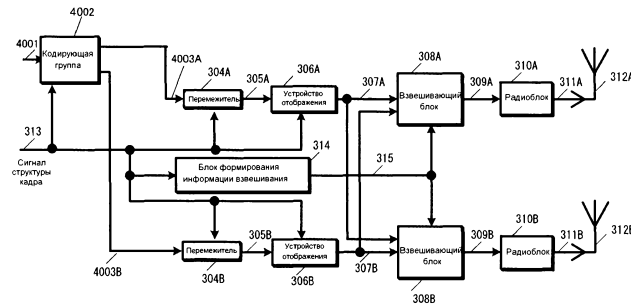 4002
4001
Кодирующая
группа
4003A
304A
Перемежитель
305A
306A
Устройство
отображения
307A
308A
Взвешивающий
блок
309A
310A
Радиоблок
311A
312A
313
Сигнал
структуры
кадра
314
Блок формирования
информации взвешивания
315
4003B
Перемежитель
304B
305B
Устройство
отображения
306B
307B
Взвешивающий
блок
308B
309B
310B
Радиоблок
311B
312B